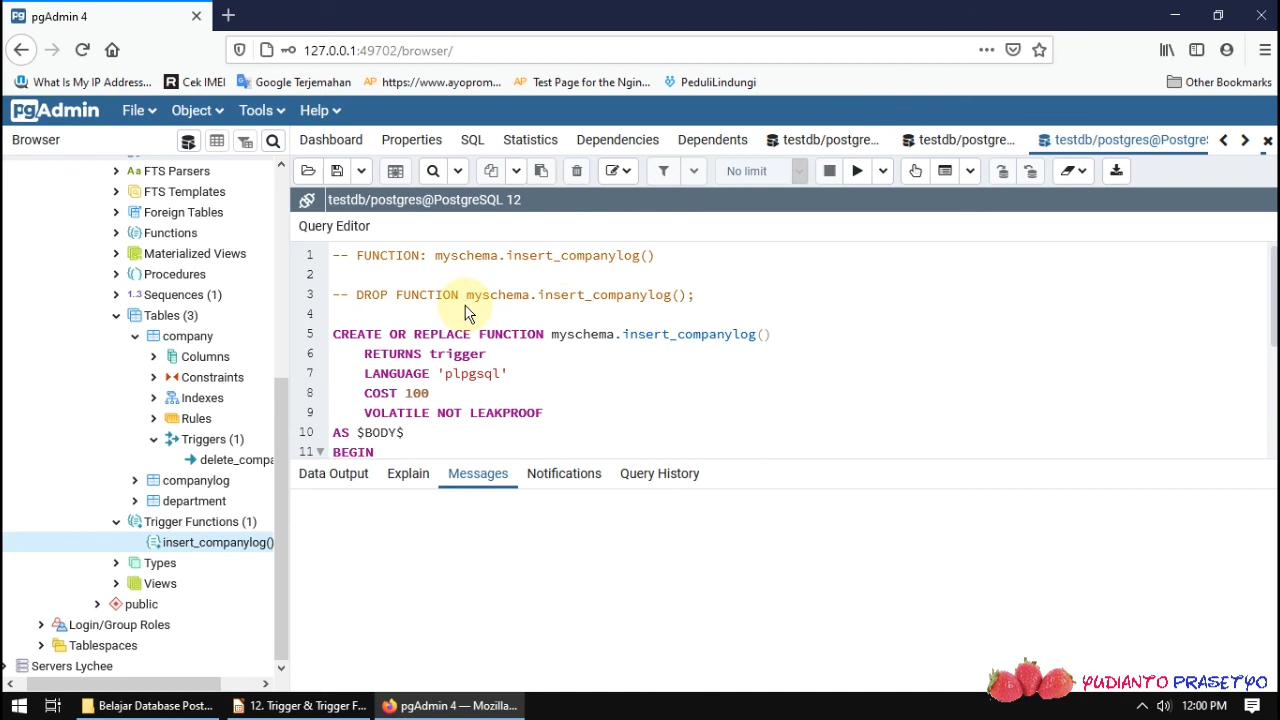 pgAdmin 4
127.0.0.1:49702/browser/
What Is My IP Address... Cek IMEI Google Terjemahan https://www.ayoprom... Test Page for the Ngin... PeduliLindungi Other Bookmarks
pgAdmin File Object Tools Help
Browser Dashboard Properties SQL Statistics Dependencies Dependents testdb/postgre... testdb/postgre... testdb/postgres@PostgreS
No limit
testdb/postgres@PostgreSQL 12
Query Editor
FTS Parsers
FTS Templates
Foreign Tables
Functions
Materialized Views
Procedures
Sequences (1)
Tables (3)
company
Columns
Constraints
Indexes
Rules
Triggers (1)
delete_compa
companylog
department
Trigger Functions (1)
insert_companylog()
Types
Views
public
Login/Group Roles
Tablespaces
Servers Lychee
1 -- FUNCTION: myschema.insert_companylog()
2
3 -- DROP FUNCTION myschema.insert_companylog();
4
5 CREATE OR REPLACE FUNCTION myschema.insert_companylog()
6 RETURNS trigger
7 LANGUAGE 'plpgsql'
8 COST 100
9 VOLATILE NOT LEAKPROOF
10 AS $BODY$
11 BEGIN
Data Output Explain Messages Notifications Query History
YUDIANTO PRASETYO
Belajar Database Post... 12. Trigger & Trigger F... pgAdmin 4 — Mozilla... 12:00 PM